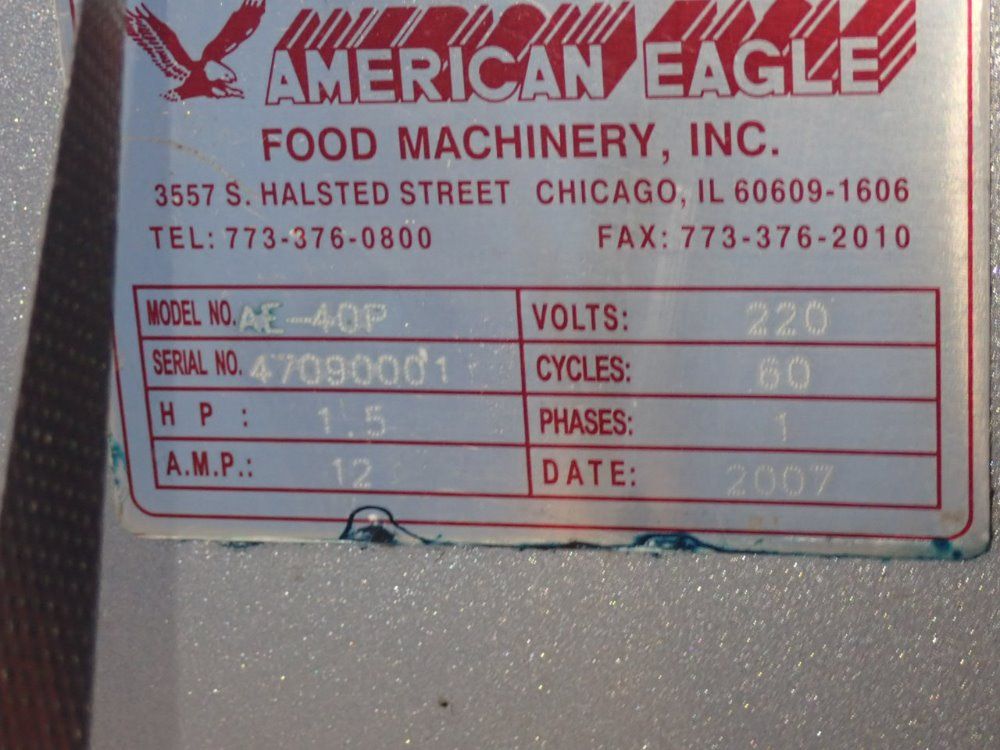 AMERICAN EAGLE
FOOD MACHINERY, INC.
3557 S. HALSTED STREET CHICAGO, IL 60609-1606
TEL: 773-376-0800 FAX: 773-376-2010
MODEL NO. AE-40P VOLTS: 220
SERIAL NO. 47090001 CYCLES: 60
H P : 1.5 PHASES: 1
A.M.P.: 12 DATE: 2007